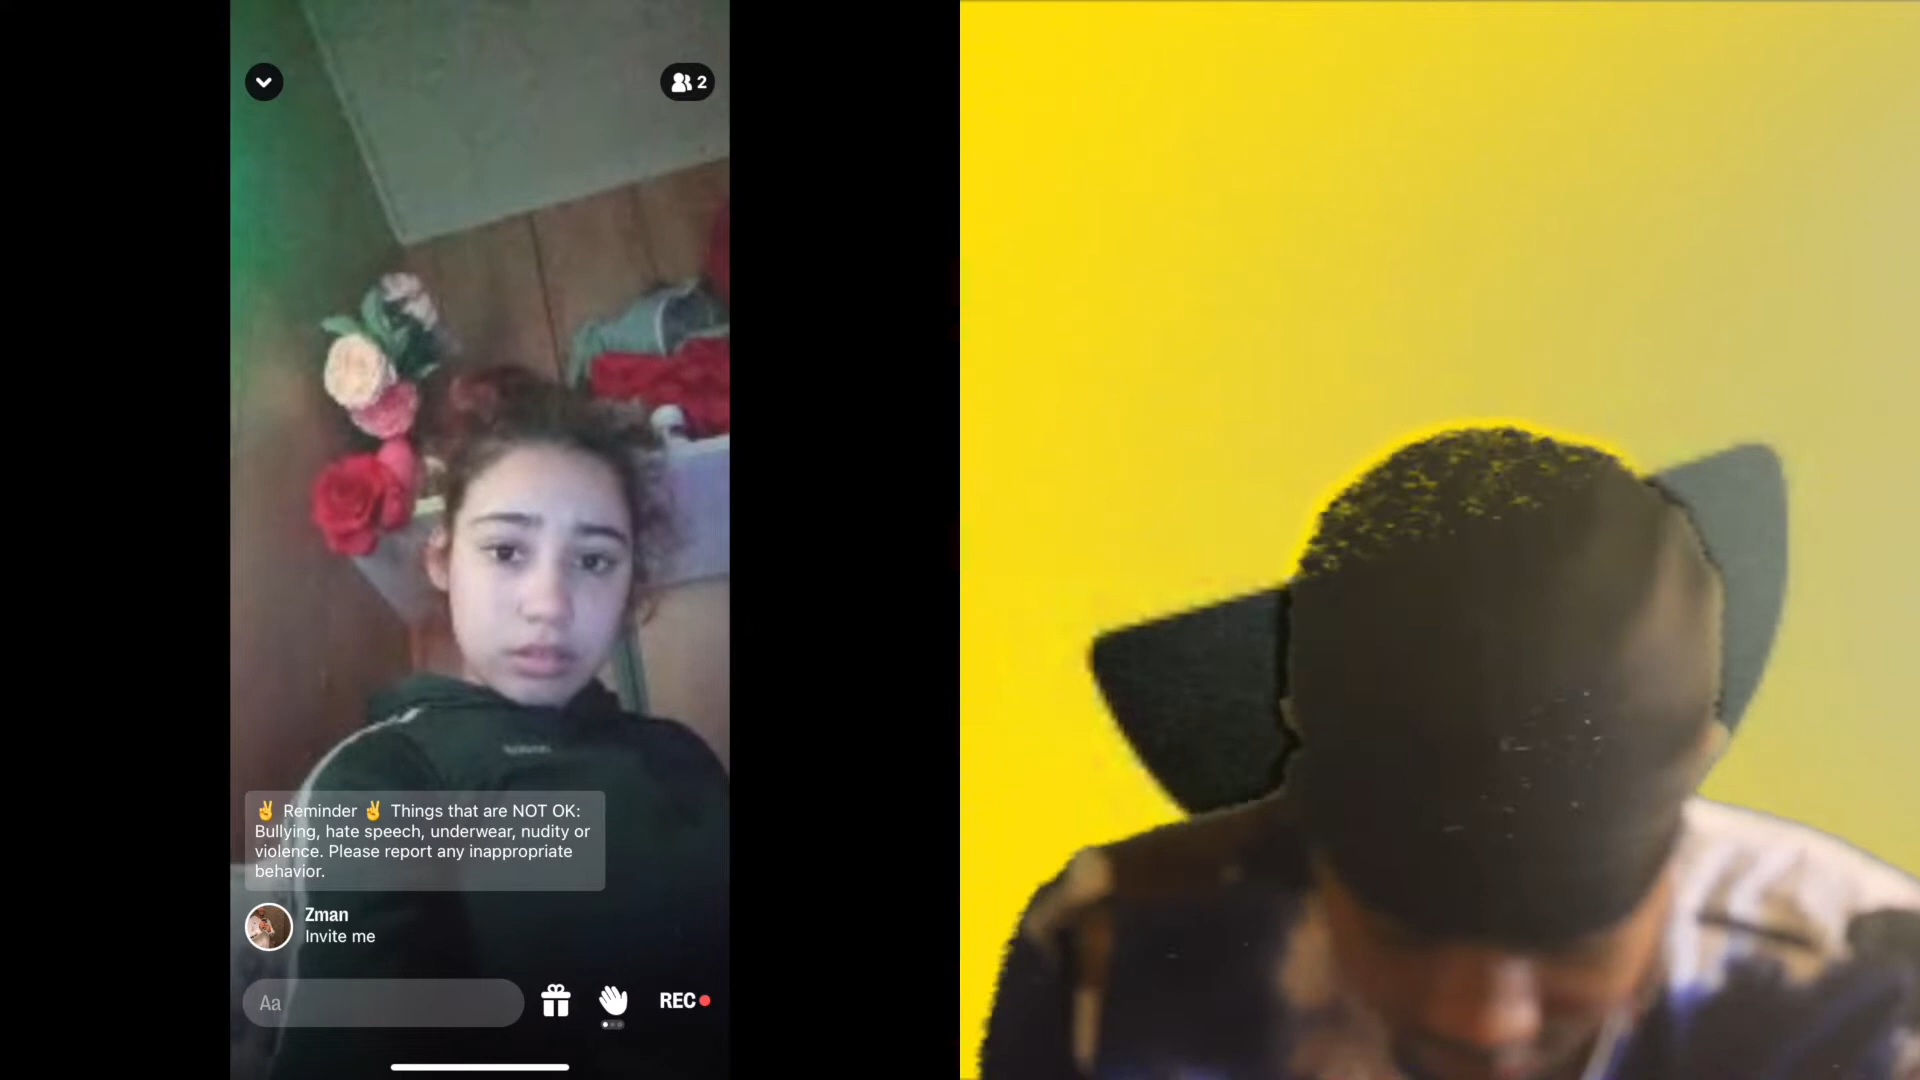 2
✌ Reminder ✌ Things that are NOT OK:
Bullying, hate speech, underwear, nudity or
violence. Please report any inappropriate
behavior.
Zman
Invite me
Aa
REC